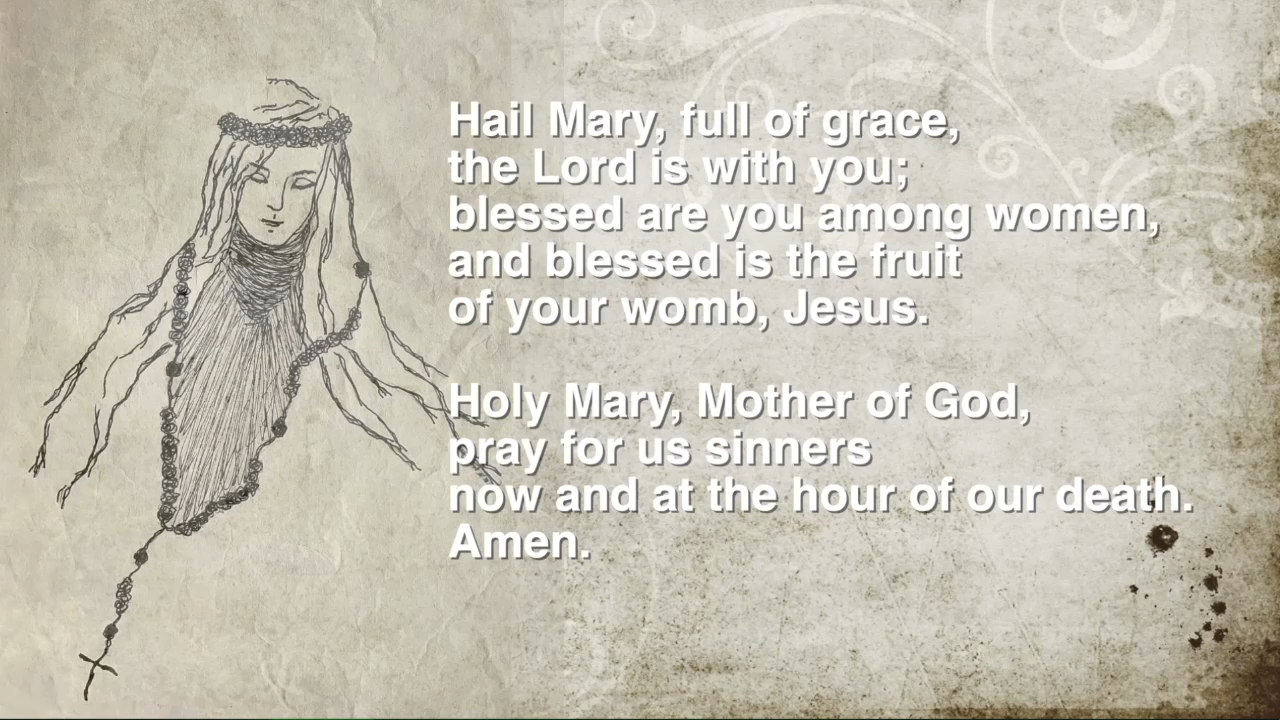 Hail Mary, full of grace,
the Lord is with you;
blessed are you among women,
and blessed is the fruit
of your womb, Jesus.
Holy Mary, Mother of God,
pray for us sinners
now and at the hour of our death.
Amen.